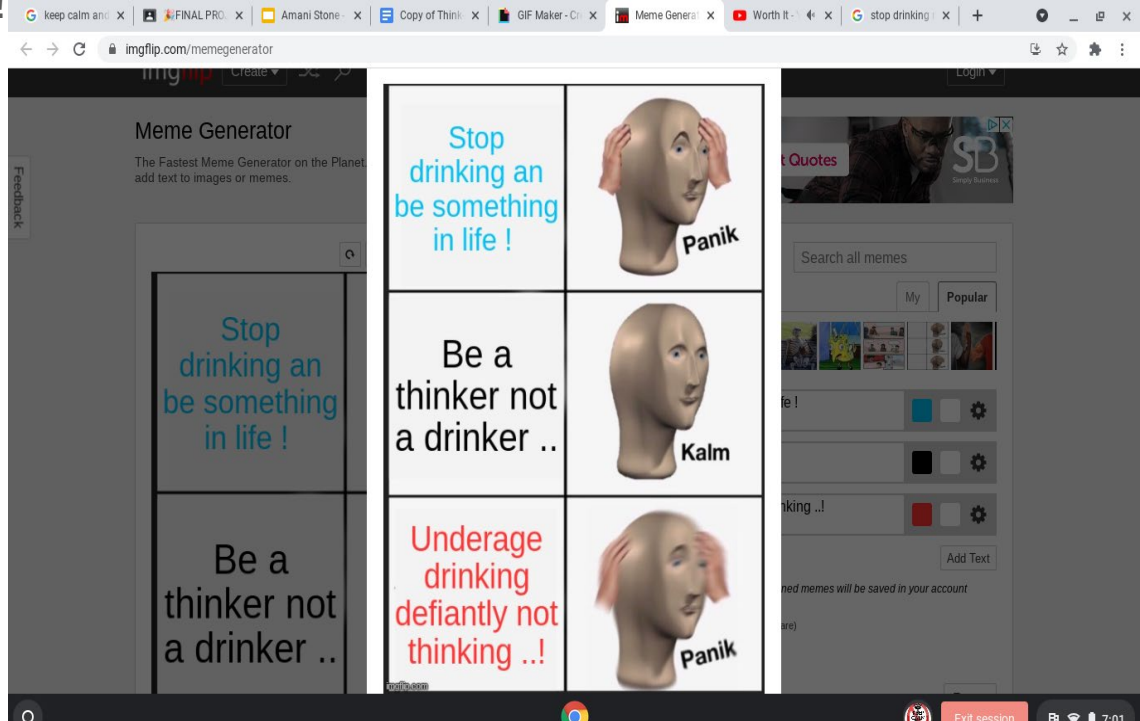 keep calm and
FINAL PRO
Amani Stone -
Copy of Think
GIF Maker - Cr
Meme Generat
Worth It -
stop drinking
imgflip.com/memegenerator
imgflip
Create
Login
Meme Generator
The Fastest Meme Generator on the Planet.
add text to images or memes.
Feedback
Quotes
SB
Simply Business
Search all memes
My
Popular
Stop
drinking an
be something
in life !
Be a
thinker not
a drinker ..
Stop
drinking an
be something
in life !
Panik
Be a
thinker not
a drinker ..
Kalm
Underage
drinking
defiantly not
thinking ..!
Panik
imgflip.com
fe !
nking ..!
Add Text
ned memes will be saved in your account
are)
Exit session
7:01